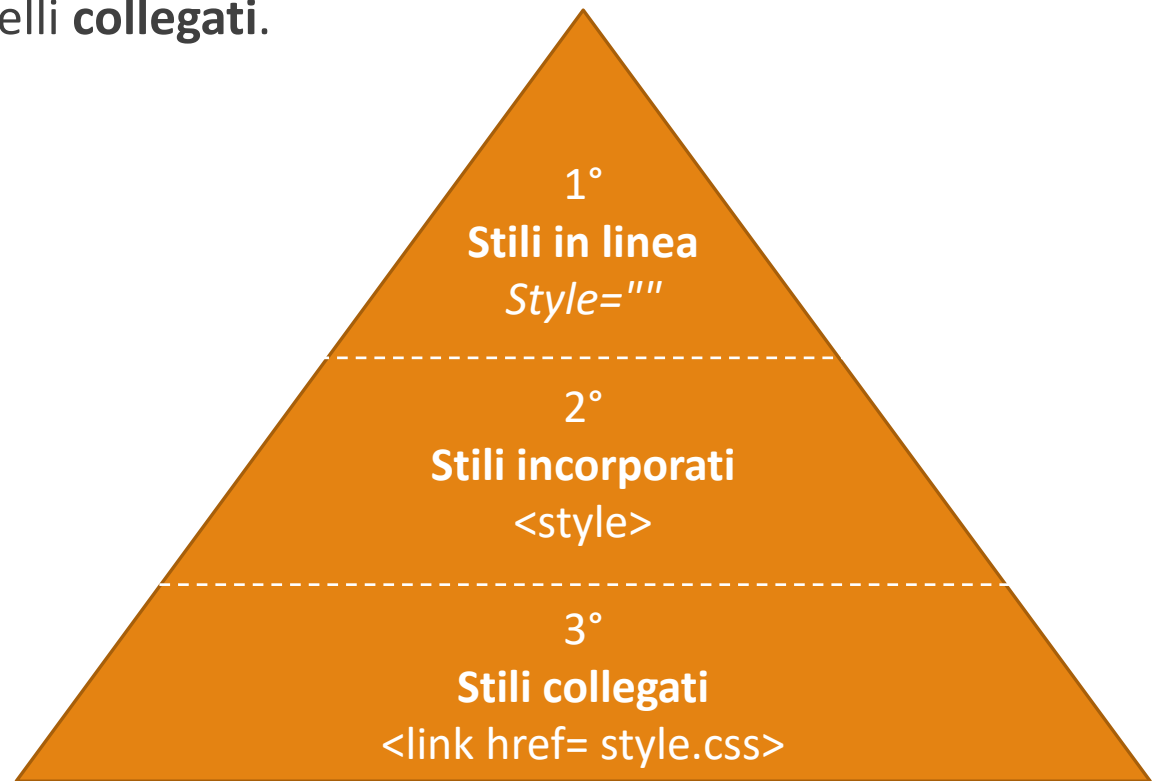 elli collegati.
1°
Stili in linea
Style=""
2°
Stili incorporati
<style>
3°
Stili collegati
<link href= style.css>